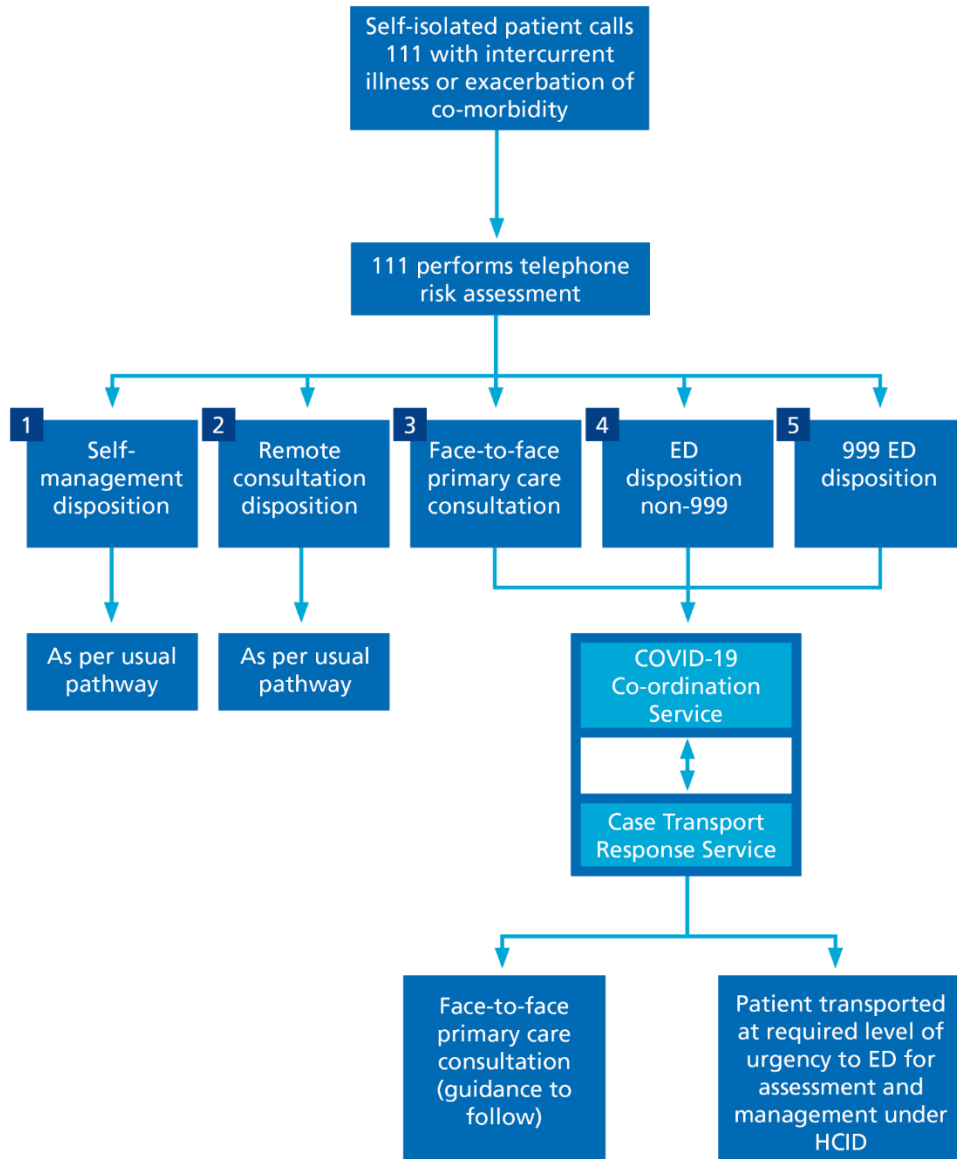 Self-isolated patient calls
111 with intercurrent
illness or exacerbation of
co-morbidity
111 performs telephone
risk assessment
1
Self-
management
disposition
2
Remote
consultation
disposition
3
Face-to-face
primary care
consultation
4
ED
disposition
non-999
5
999 ED
disposition
As per usual
pathway
As per usual
pathway
COVID-19
Co-ordination
Service
Case Transport
Response Service
Face-to-face
primary care
consultation
(guidance to
follow)
Patient transported
at required level of
urgency to ED for
assessment and
management under
HCID